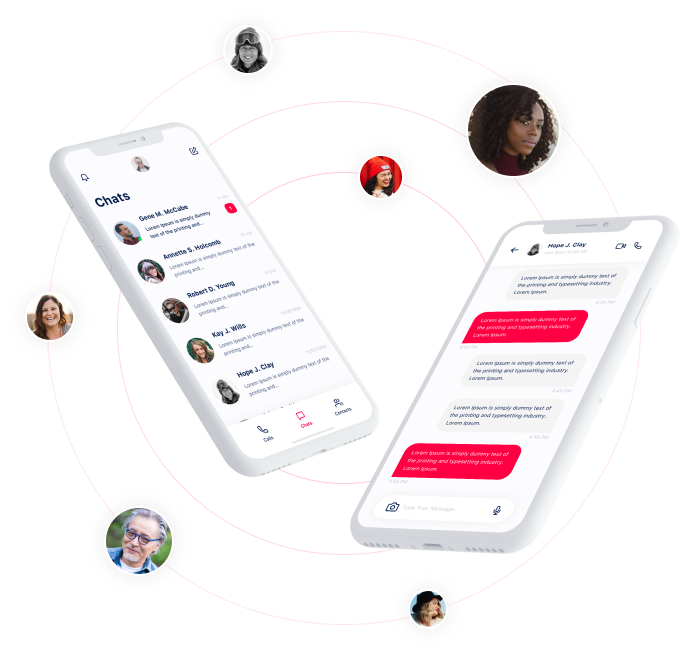 Chats
Gene M. McCabe
Lorem Ipsum is simply dummy
text of the printing and...
1
Annette S. Holcomb
Lorem Ipsum is simply dummy text of the
printing and...
Robert D. Young
Lorem Ipsum is simply dummy text of the
printing and...
Kay J. Wills
Lorem Ipsum is simply dummy text of the
printing and...
Hope J. Clay
Lorem Ipsum is simply dummy text of the
printing and...
Calls
Chats
Contacts
Hope J. Clay
Lorem Ipsum is simply dummy text of
the printing and typesetting industry.
Lorem Ipsum.
Lorem Ipsum is simply dummy text of
the printing and typesetting industry.
Lorem Ipsum.
Lorem Ipsum is simply dummy text of
the printing and typesetting industry.
Lorem Ipsum.
Lorem Ipsum is simply dummy text of
the printing and typesetting industry.
Lorem Ipsum.
Lorem Ipsum is simply dummy text of
the printing and typesetting industry.
Lorem Ipsum.
Type Your Message...